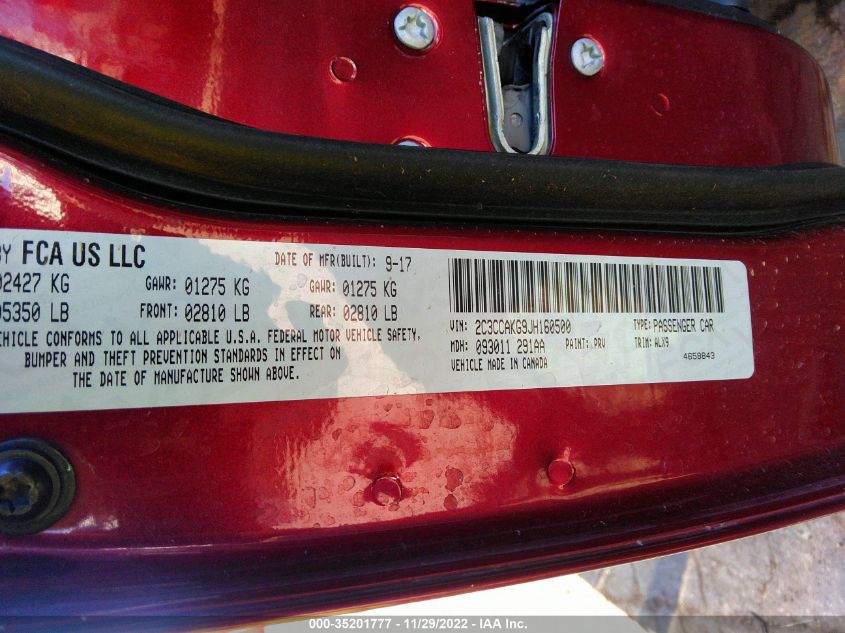 BY FCA US LLC
DATE OF MFR(BUILT): 9-17
02427 KG GAWR: 01275 KG GAWR: 01275 KG
05350 LB FRONT: 02810 LB REAR: 02810 LB
VEHICLE CONFORMS TO ALL APPLICABLE U.S.A. FEDERAL MOTOR VEHICLE SAFETY,
BUMPER AND THEFT PREVENTION STANDARDS IN EFFECT ON
THE DATE OF MANUFACTURE SHOWN ABOVE.
VIN: 2C3CCAKG9JH160500 TYPE: PASSENGER CAR
MDH: 093011 291AA PAINT: PRV TRIM: ALX9
VEHICLE MADE IN CANADA 4658843
000-35201777 - 11/29/2022 - IAA Inc.